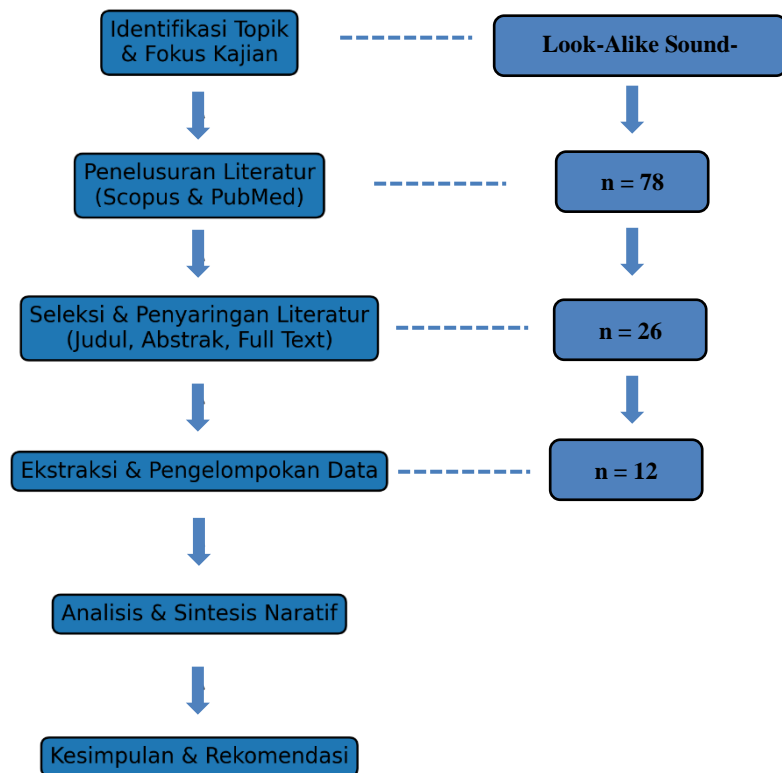 Identifikasi Topik
& Fokus Kajian
Look-Alike Sound-
Penelusuran Literatur
(Scopus & PubMed)
n = 78
Seleksi & Penyaringan Literatur
(Judul, Abstrak, Full Text)
n = 26
Ekstraksi & Pengelompokan Data
n = 12
Analisis & Sintesis Naratif
Kesimpulan & Rekomendasi